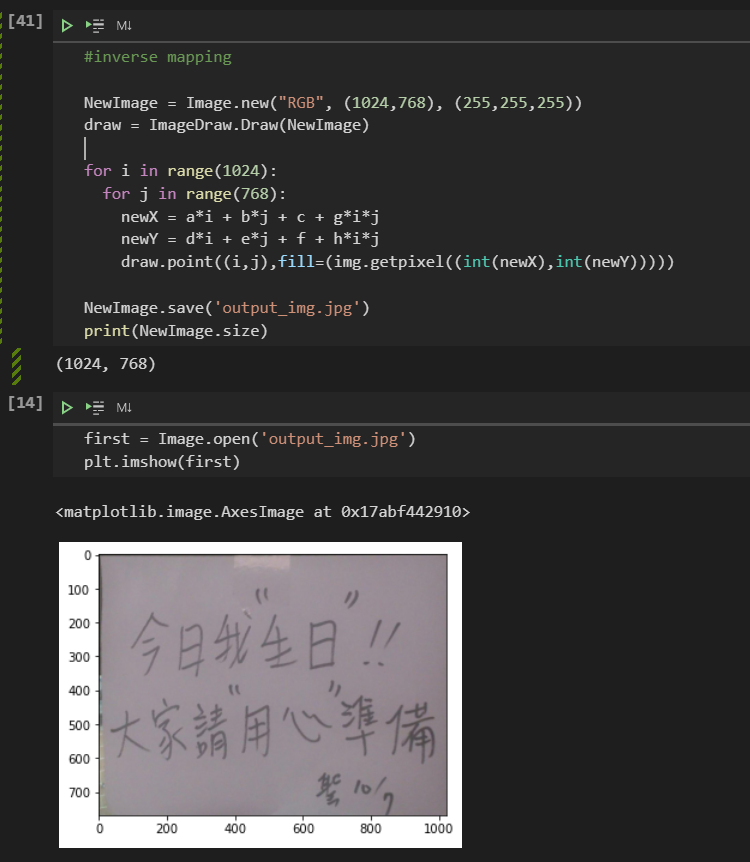 [41]
M↓
#inverse mapping
NewImage = Image.new("RGB", (1024,768), (255,255,255))
draw = ImageDraw.Draw(NewImage)
for i in range(1024):
  for j in range(768):
    newX = a*i + b*j + c + g*i*j
    newY = d*i + e*j + f + h*i*j
    draw.point((i,j),fill=(img.getpixel((int(newX),int(newY)))))
NewImage.save('output_img.jpg')
print(NewImage.size)
(1024, 768)
[14]
M↓
first = Image.open('output_img.jpg')
plt.imshow(first)
<matplotlib.image.AxesImage at 0x17abf442910>
0
100
200
300
400
500
600
700
今日我"生日"!!
大家請"用心"準備
10/7
0 200 400 600 800 1000